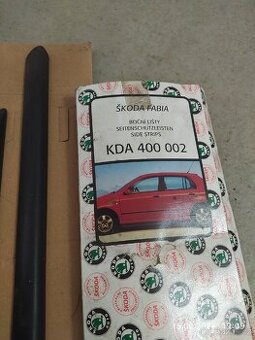 ŠKODA FABIA
BOČNÍ LIŠTY
SEITENSCHUTZLEISTEN
SIDE STRIPS
KDA 400 002